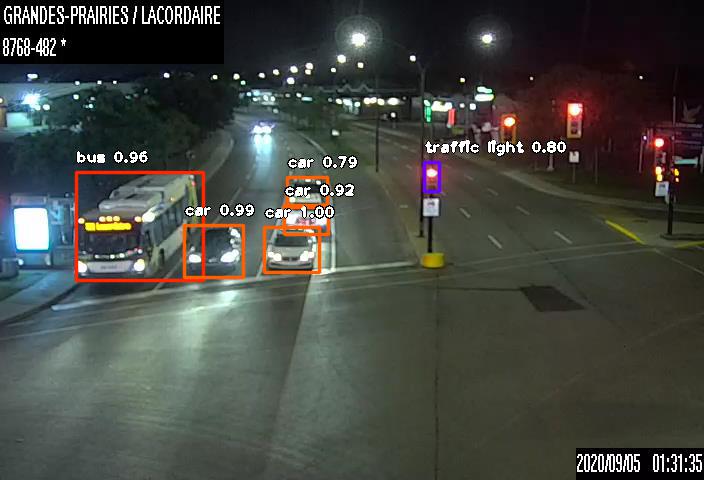 GRANDES-PRAIRIES / LACORDAIRE
8768-482 *
traffic light 0.80
bus 0.96
car 0.79
car 0.92
car 0.99
car 1.00
2020/09/05 01:31:35